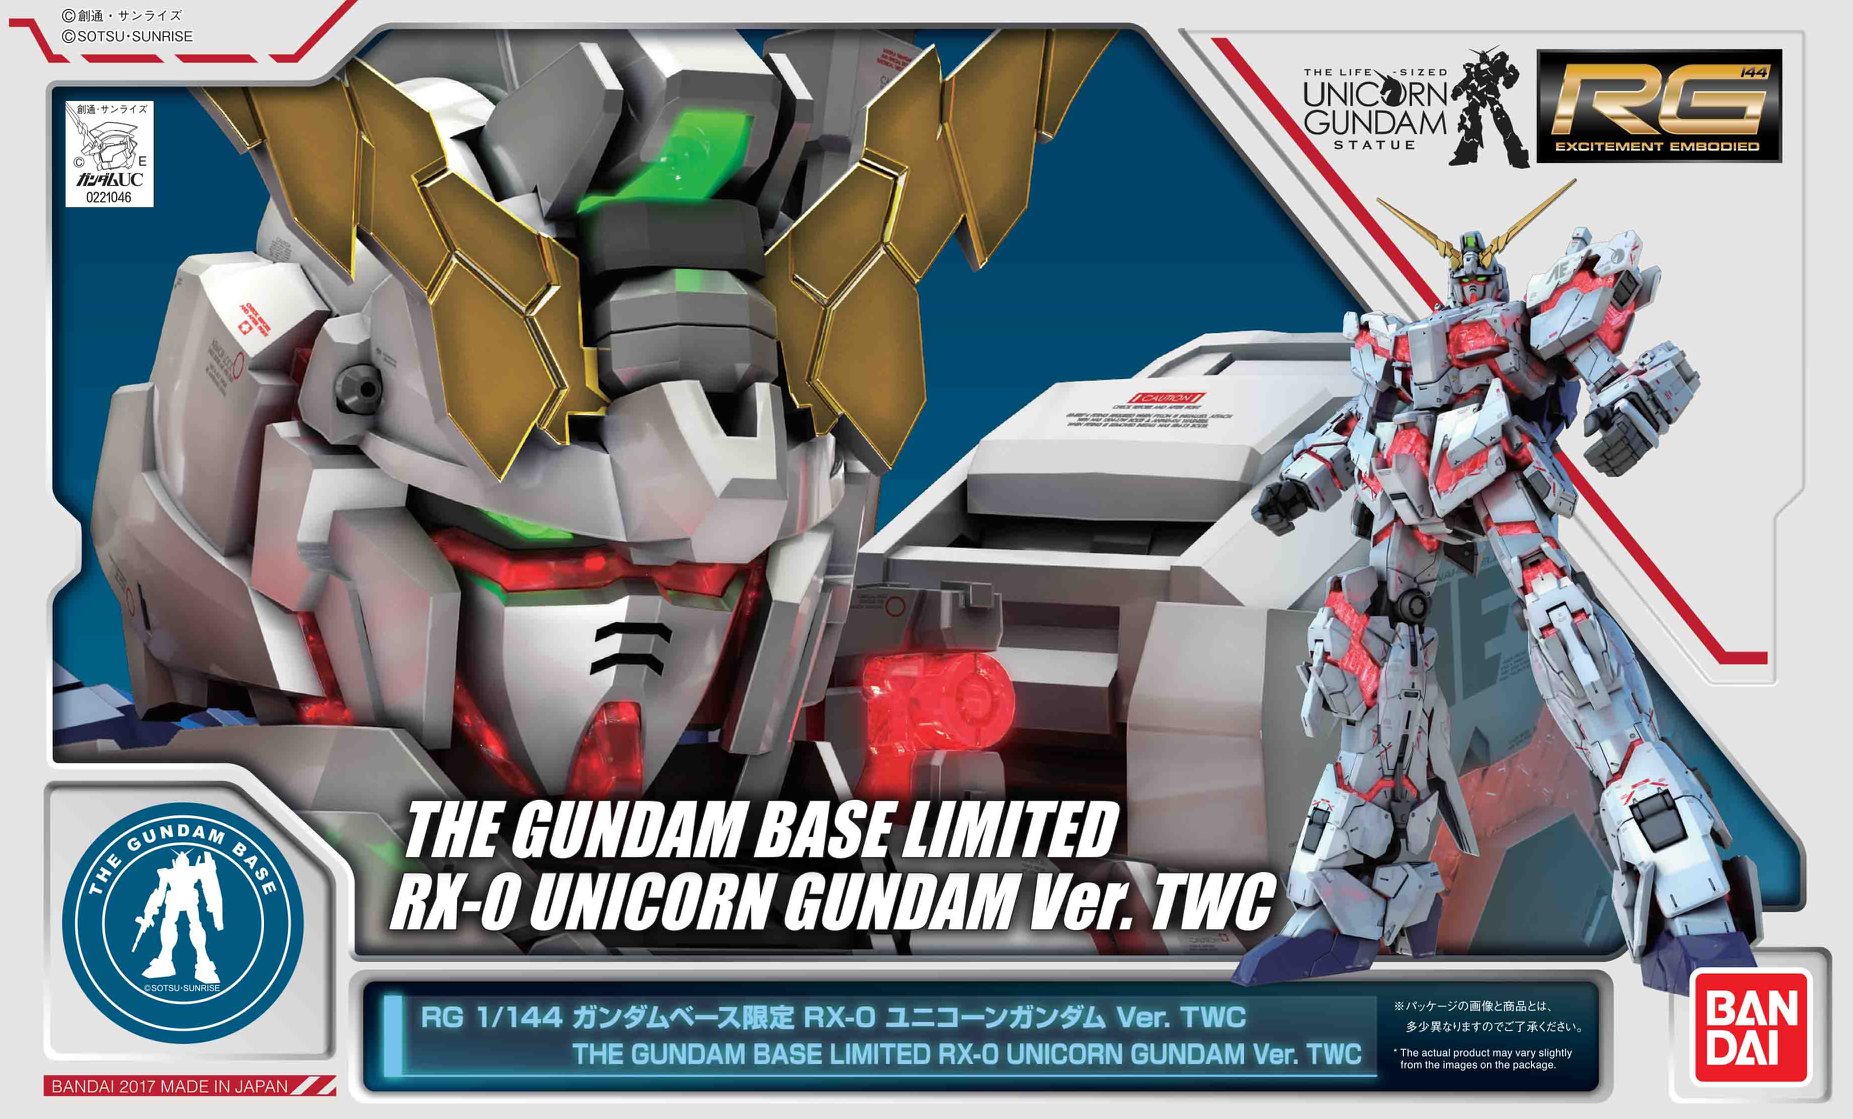 ©創通・サンライズ
©SOTSU・SUNRISE
創通・サンライズ
© E
ガンダムUC
0221046
THE LIFE-SIZED
UNICORN
GUNDAM
STATUE
RG 144
EXCITEMENT EMBODIED
CAUTION
THE GUNDAM BASE
©SOTSU・SUNRISE
THE GUNDAM BASE LIMITED
RX-0 UNICORN GUNDAM Ver. TWC
RG 1/144 ガンダムベース限定 RX-0 ユニコーンガンダム Ver. TWC
THE GUNDAM BASE LIMITED RX-0 UNICORN GUNDAM Ver. TWC
※パッケージの画像と商品とは、
多少異なりますのでご了承ください。
* The actual product may vary slightly
from the images on the package.
BAN
DAI
BANDAI 2017 MADE IN JAPAN